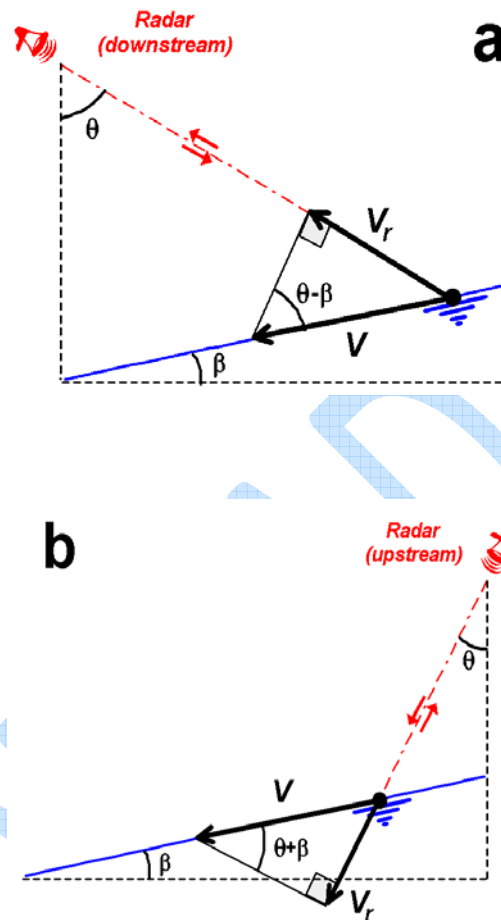 Radar
(downstream)
a
θ
Vr
θ-β
V
β
b
Radar
(upstream)
θ
V
θ+β
β
Vr